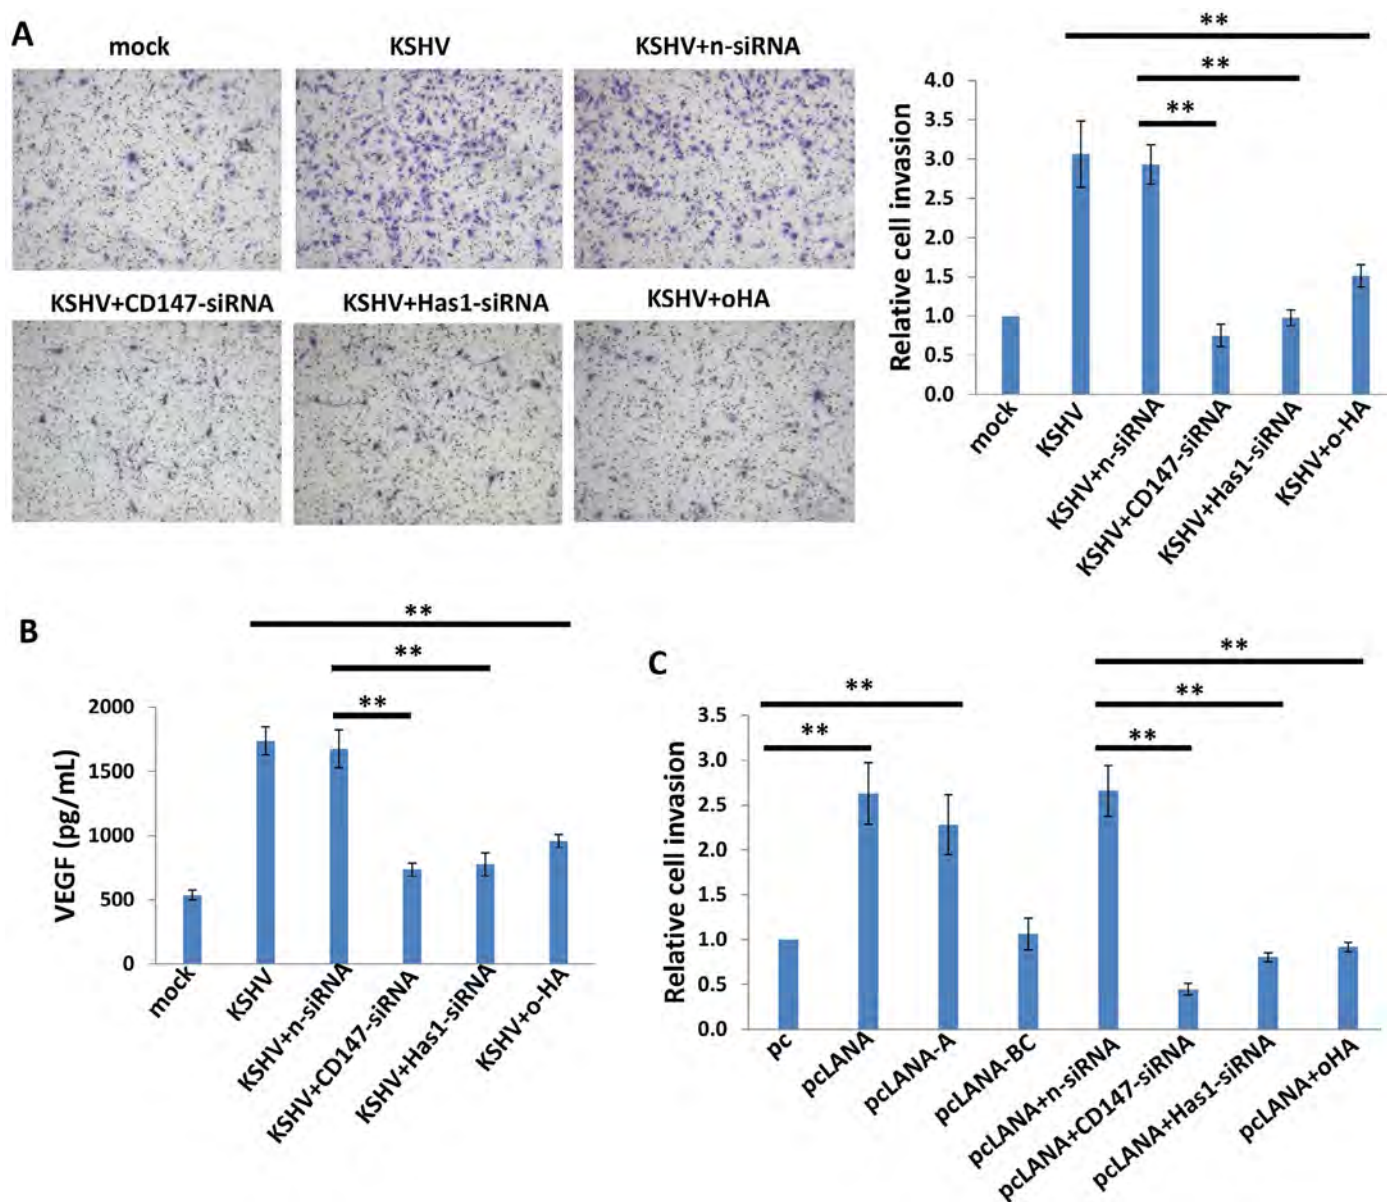 A
mock
KSHV
KSHV+n-siRNA
KSHV+CD147-siRNA
KSHV+Has1-siRNA
KSHV+oHA
**
**
**
Relative cell invasion
4.0
3.5
3.0
2.5
2.0
1.5
1.0
0.5
0.0
mock
KSHV
KSHV+n-siRNA
KSHV+CD147-siRNA
KSHV+Has1-siRNA
KSHV+o-HA
B
**
**
**
VEGF (pg/mL)
2000
1500
1000
500
0
mock
KSHV
KSHV+n-siRNA
KSHV+CD147-siRNA
KSHV+Has1-siRNA
KSHV+o-HA
C
**
**
**
**
**
Relative cell invasion
3.5
3.0
2.5
2.0
1.5
1.0
0.5
0.0
pc
pcLANA
pcLANA-A
pcLANA-BC
pcLANA+n-siRNA
pcLANA+CD147-siRNA
pcLANA+Has1-siRNA
pcLANA+oHA